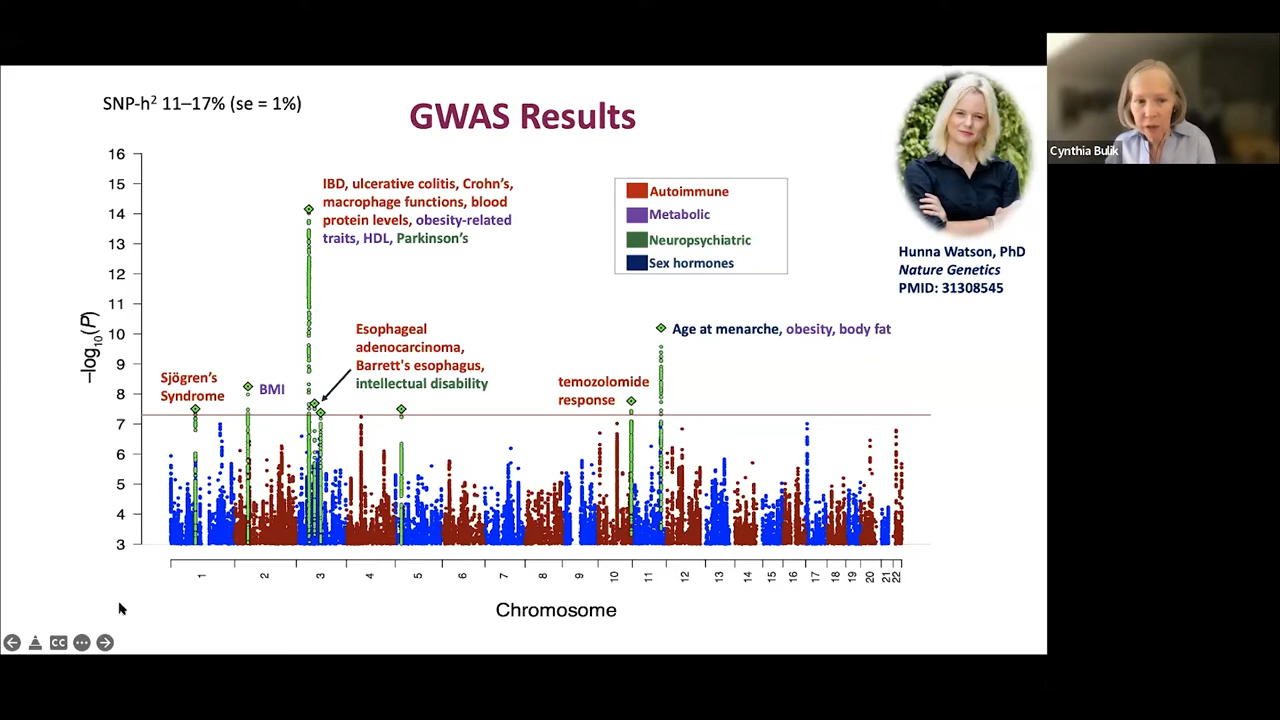 SNP-h² 11–17% (se = 1%)
GWAS Results
Cynthia Bulik
Hunna Watson, PhD
Nature Genetics
PMID: 31308545
Autoimmune
Metabolic
Neuropsychiatric
Sex hormones
IBD, ulcerative colitis, Crohn's,
macrophage functions, blood
protein levels, obesity-related
traits, HDL, Parkinson's
Esophageal
adenocarcinoma,
Barrett's esophagus,
intellectual disability
Age at menarche, obesity, body fat
Sjögren's
Syndrome
BMI
temozolomide
response
–log₁₀(P)
16
15
14
13
12
11
10
9
8
7
6
5
4
3
1 2 3 4 5 6 7 8 9 10 11 12 13 14 15 16 17 18 19 20 21 22
Chromosome
CC